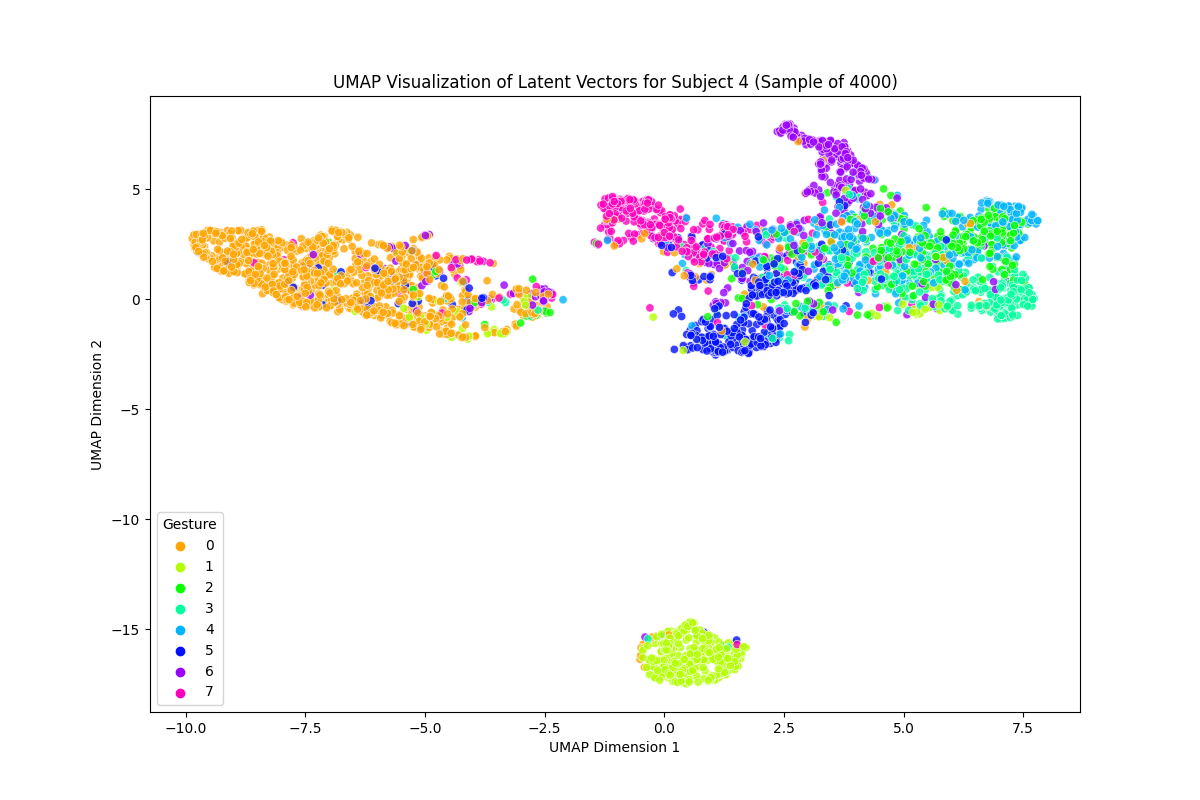 UMAP Visualization of Latent Vectors for Subject 4 (Sample of 4000)
5
0
−5
−10
−15
UMAP Dimension 2
Gesture
0
1
2
3
4
5
6
7
−10.0 −7.5 −5.0 −2.5 0.0 2.5 5.0 7.5
UMAP Dimension 1